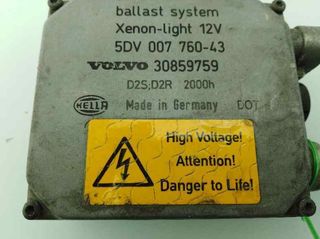 ballast system
Xenon-light 12V
5DV 007 760-43
VOLVO 30859759
D2S;D2R 2000h
HELLA Made in Germany DOT
High Voltage!
Attention!
Danger to Life!